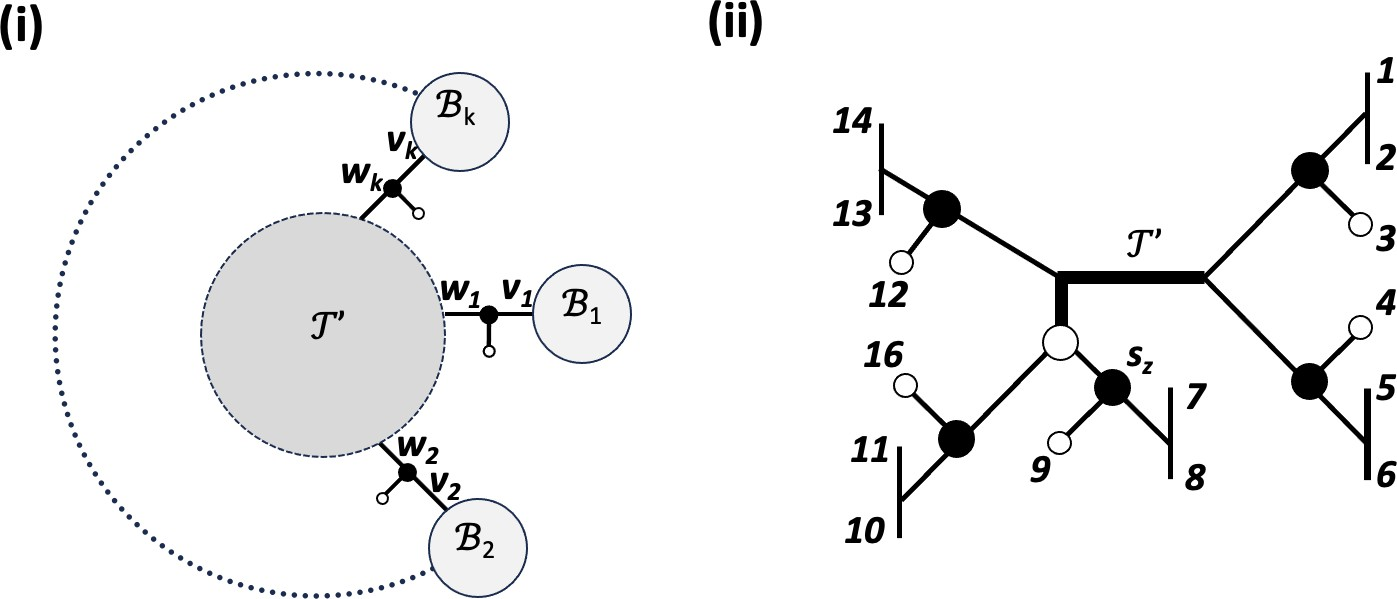 (i)
𝓑k
vk
wk
𝒯’
w1
v1
𝓑1
w2
v2
𝓑2
(ii)
1
2
3
14
13
12
𝒯’
4
5
6
16
sz
7
8
9
11
10